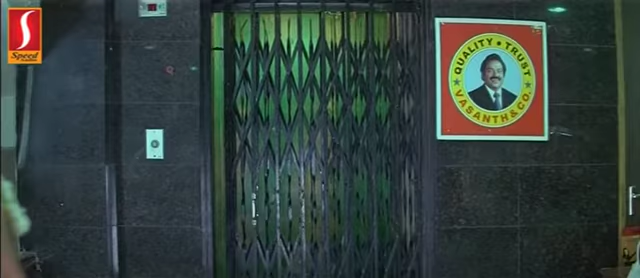 S
Speed
QUALITY • TRUST
VASANTH & CO.